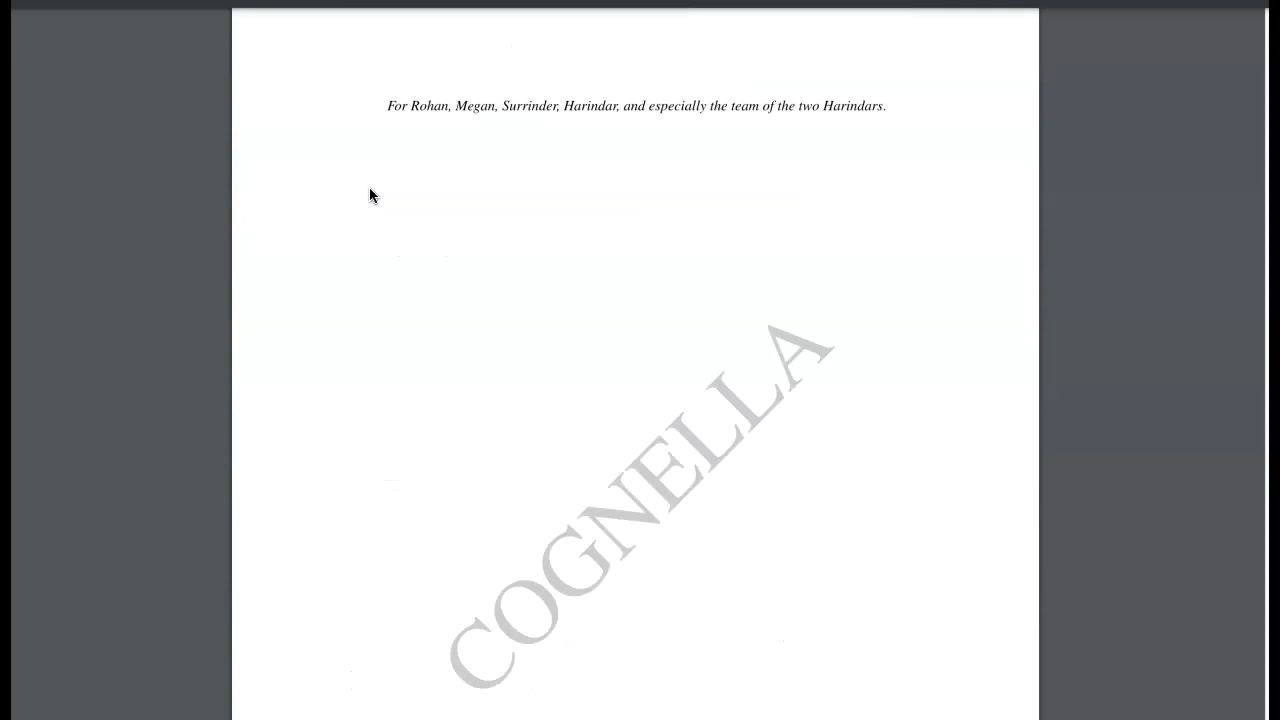 For Rohan, Megan, Surrinder, Harindar, and especially the team of the two Harindars.
COGNELLA